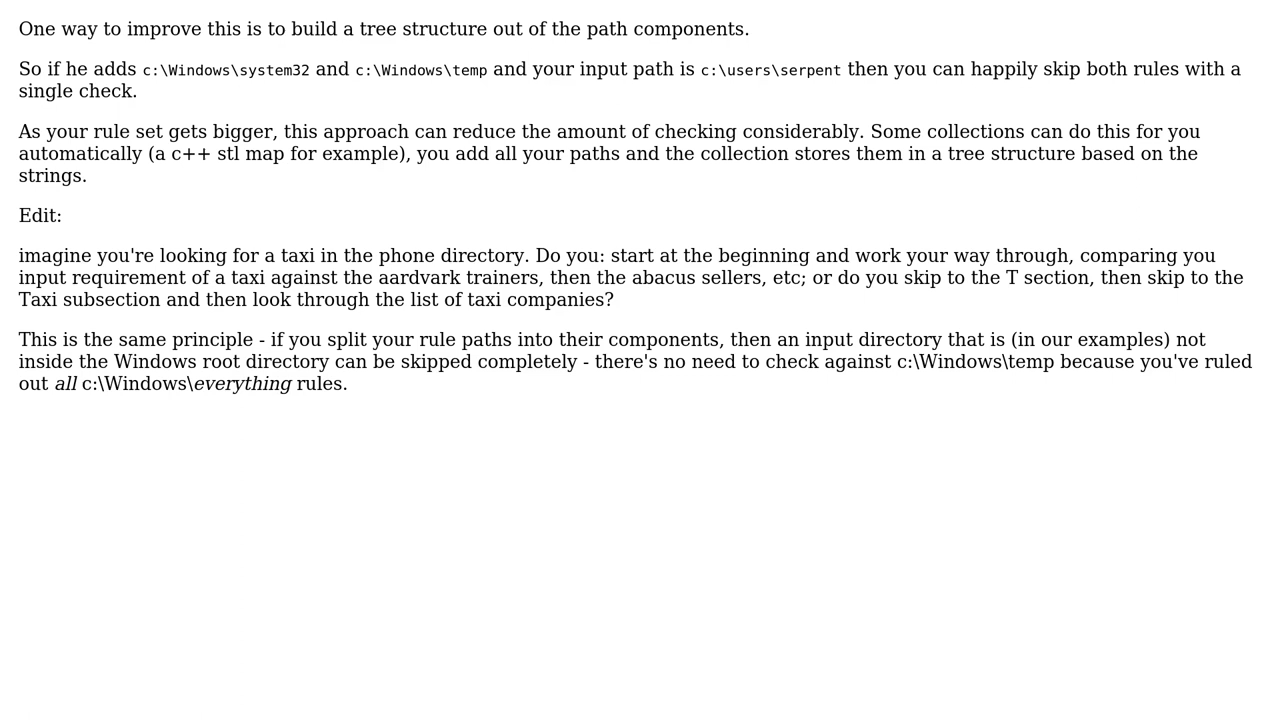 One way to improve this is to build a tree structure out of the path components.
So if he adds c:\Windows\system32 and c:\Windows\temp and your input path is c:\users\serpent then you can happily skip both rules with a
single check.
As your rule set gets bigger, this approach can reduce the amount of checking considerably. Some collections can do this for you
automatically (a c++ stl map for example), you add all your paths and the collection stores them in a tree structure based on the
strings.
Edit:
imagine you're looking for a taxi in the phone directory. Do you: start at the beginning and work your way through, comparing you
input requirement of a taxi against the aardvark trainers, then the abacus sellers, etc; or do you skip to the T section, then skip to the
Taxi subsection and then look through the list of taxi companies?
This is the same principle - if you split your rule paths into their components, then an input directory that is (in our examples) not
inside the Windows root directory can be skipped completely - there's no need to check against c:\Windows\temp because you've ruled
out all c:\Windows\everything rules.